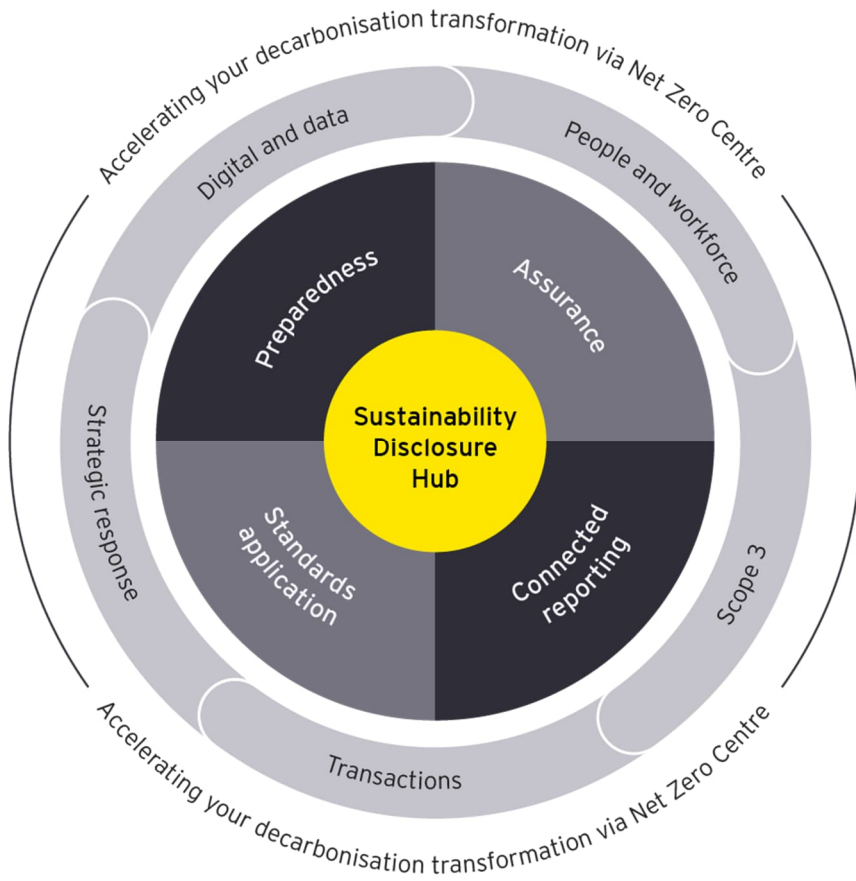 Accelerating your decarbonisation transformation via Net Zero Centre
Digital and data
People and workforce
Preparedness
Assurance
Sustainability
Disclosure
Hub
Strategic response
Standards
application
Connected
reporting
Scope 3
Transactions
Accelerating your decarbonisation transformation via Net Zero Centre